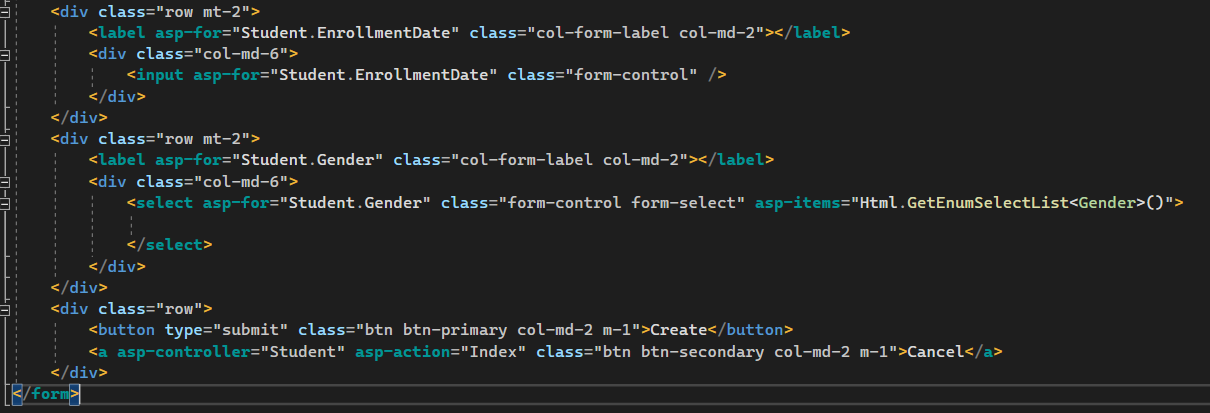 <div class="row mt-2">
<label asp-for="Student.EnrollmentDate" class="col-form-label col-md-2"></label>
<div class="col-md-6">
<input asp-for="Student.EnrollmentDate" class="form-control" />
</div>
</div>
<div class="row mt-2">
<label asp-for="Student.Gender" class="col-form-label col-md-2"></label>
<div class="col-md-6">
<select asp-for="Student.Gender" class="form-control form-select" asp-items="Html.GetEnumSelectList<Gender>()">
</select>
</div>
</div>
<div class="row">
<button type="submit" class="btn btn-primary col-md-2 m-1">Create</button>
<a asp-controller="Student" asp-action="Index" class="btn btn-secondary col-md-2 m-1">Cancel</a>
</div>
</form>